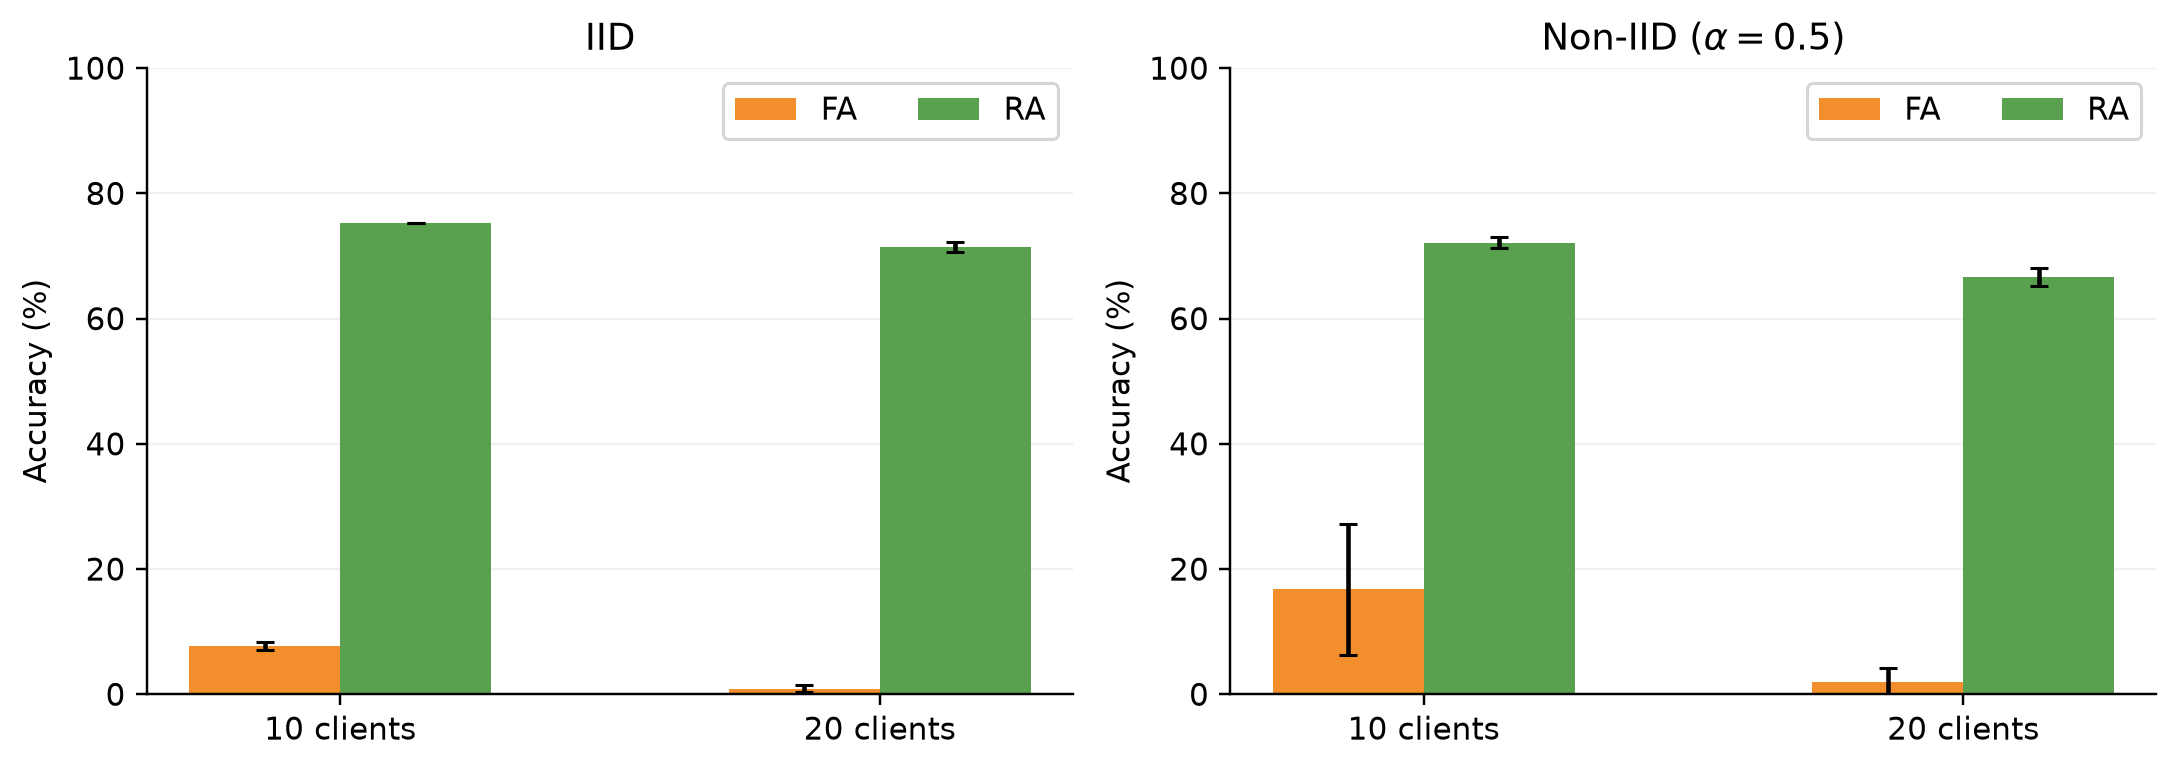 IID
Accuracy (%)
100
80
60
40
20
0
FA
RA
10 clients
20 clients
Non-IID (α = 0.5)
Accuracy (%)
100
80
60
40
20
0
FA
RA
10 clients
20 clients